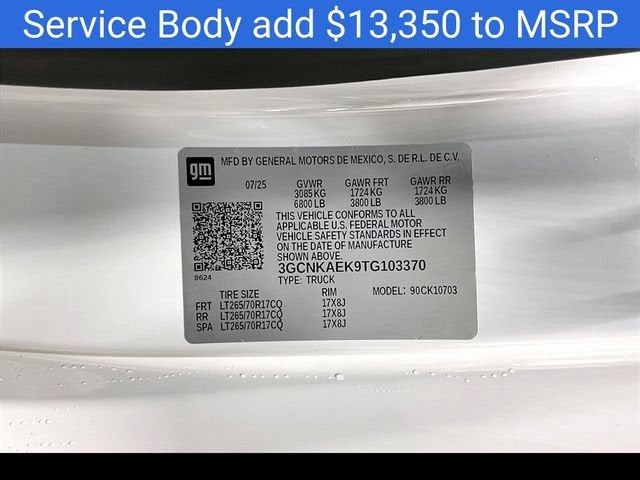 Service Body add $13,350 to MSRP
gm
MFD BY GENERAL MOTORS DE MEXICO, S. DE R.L. DE C.V.
07/25 GVWR GAWR FRT GAWR RR
3085 KG 1724 KG 1724 KG
6800 LB 3800 LB 3800 LB
THIS VEHICLE CONFORMS TO ALL
APPLICABLE U.S. FEDERAL MOTOR
VEHICLE SAFETY STANDARDS IN EFFECT
ON THE DATE OF MANUFACTURE
SHOWN ABOVE.
3GCNKAEK9TG103370
8624
TYPE: TRUCK
TIRE SIZE RIM MODEL: 90CK10703
FRT LT265/70R17CQ 17X8J
RR LT265/70R17CQ 17X8J
SPA LT265/70R17CQ 17X8J